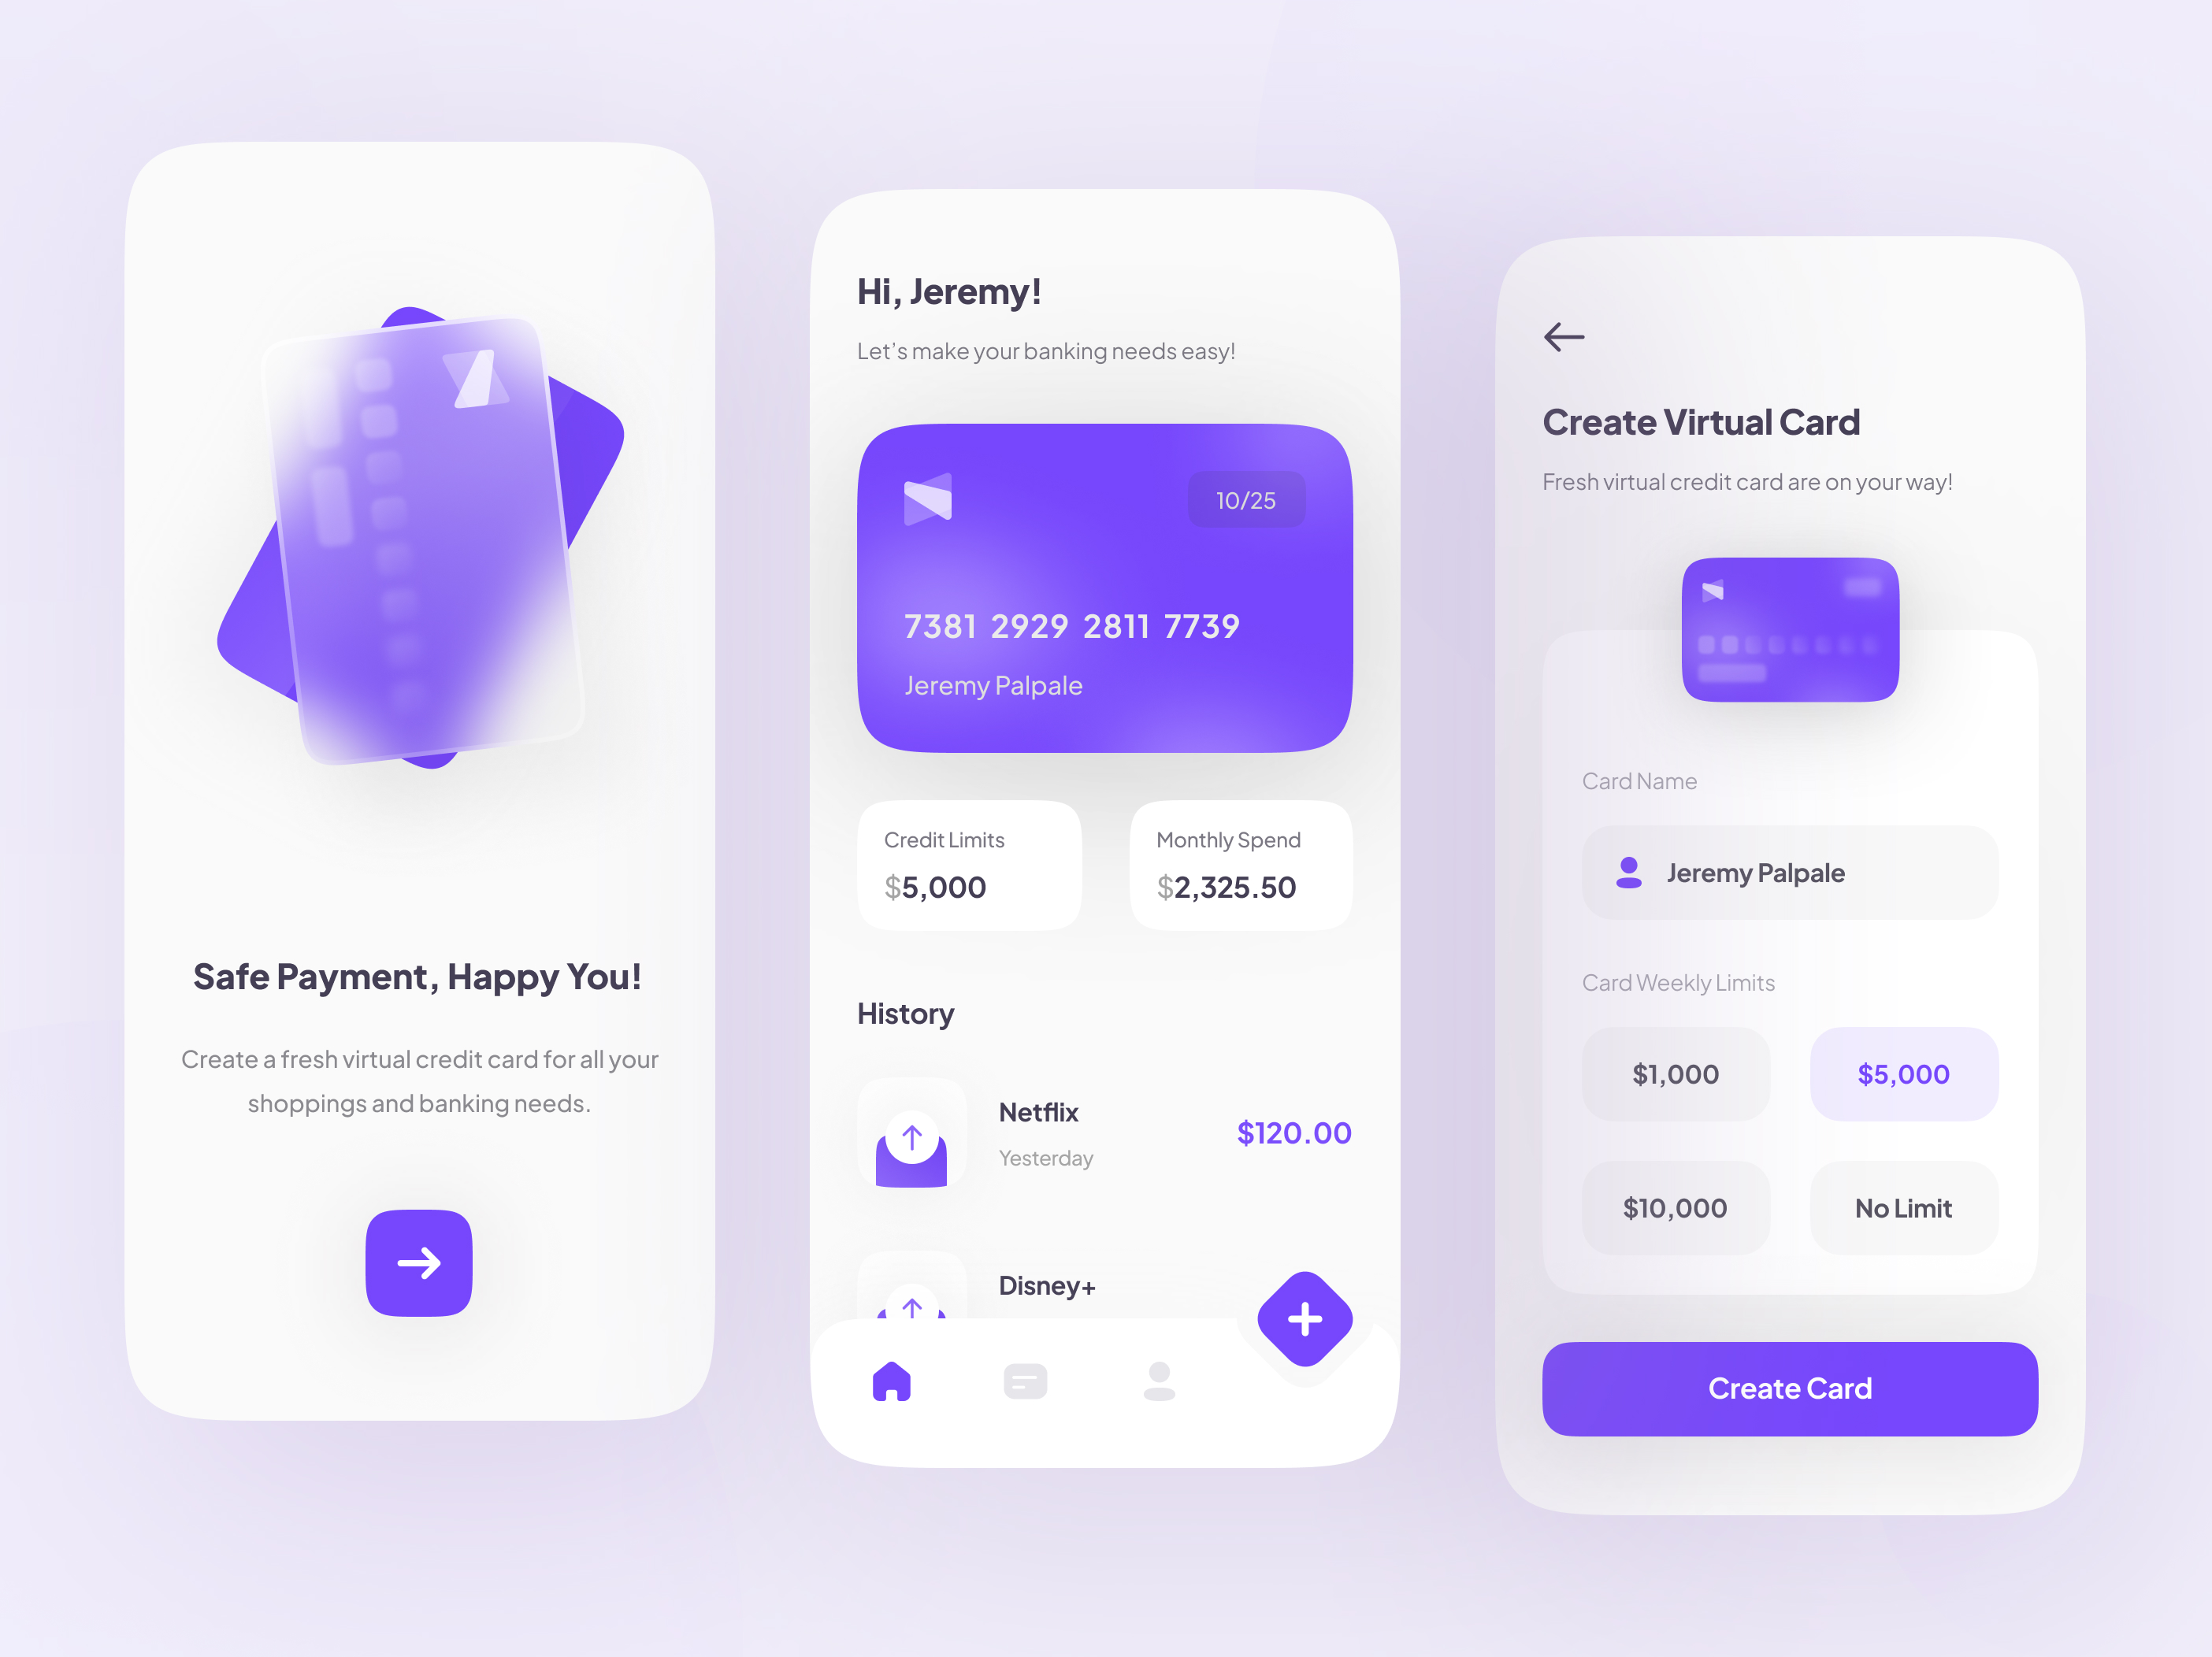 Safe Payment, Happy You!
Create a fresh virtual credit card for all your
shoppings and banking needs.
Hi, Jeremy!
Let's make your banking needs easy!
10/25
7381 2929 2811 7739
Jeremy Palpale
Credit Limits
$5,000
Monthly Spend
$2,325.50
History
Netflix
Yesterday
$120.00
Disney+
Create Virtual Card
Fresh virtual credit card are on your way!
Card Name
Jeremy Palpale
Card Weekly Limits
$1,000
$5,000
$10,000
No Limit
Create Card